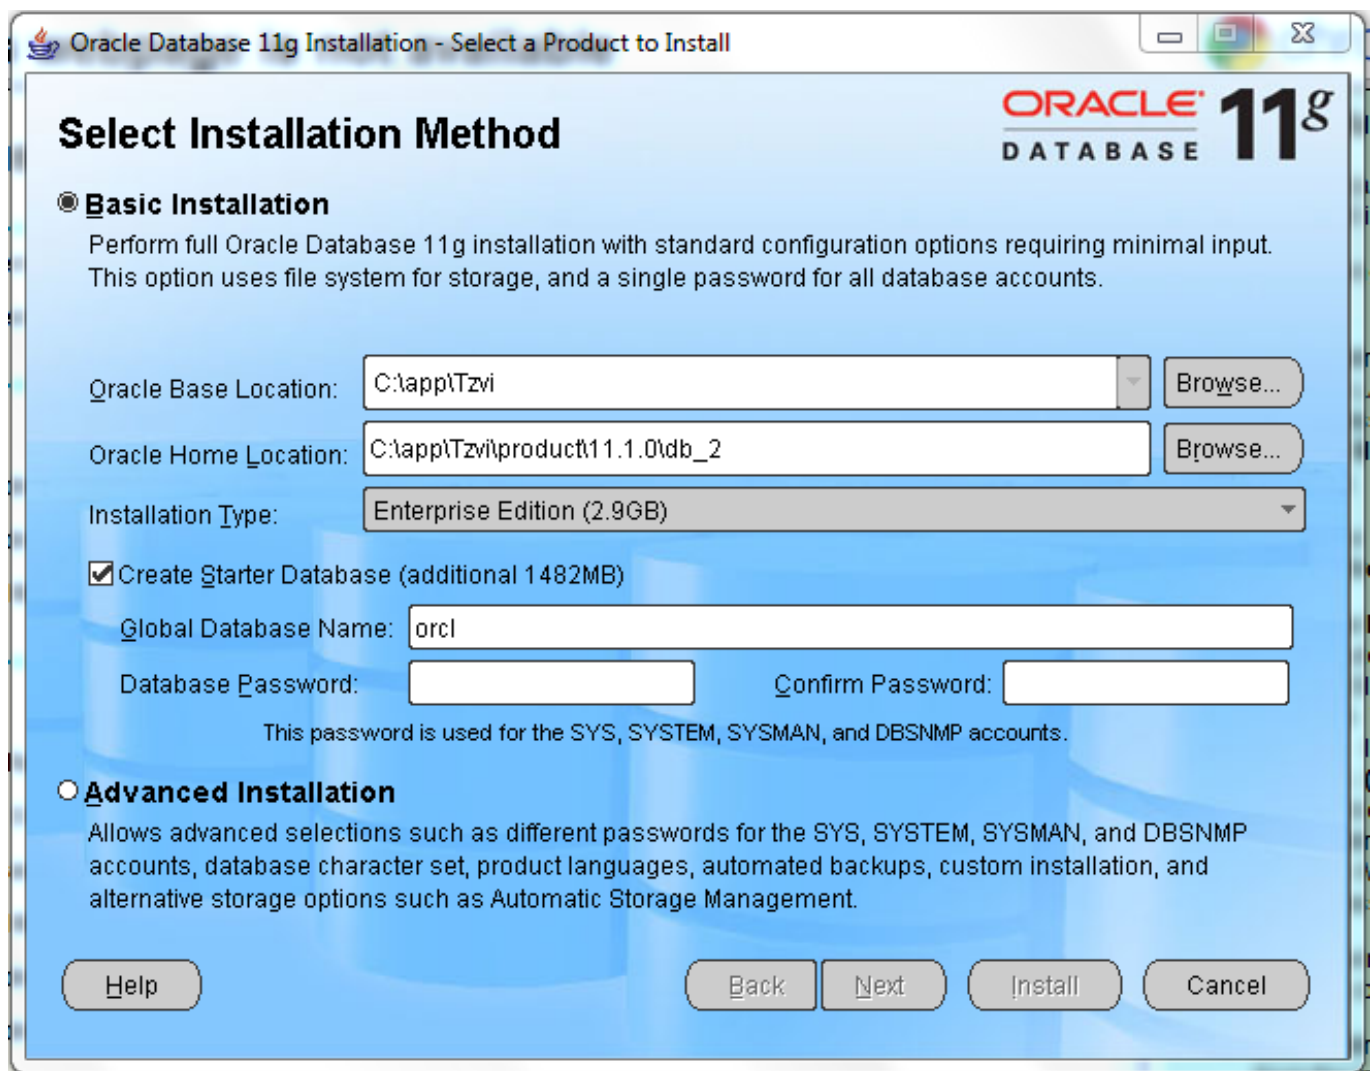 Oracle Database 11g Installation - Select a Product to Install
Select Installation Method
ORACLE 11g
DATABASE
Basic Installation
Perform full Oracle Database 11g installation with standard configuration options requiring minimal input.
This option uses file system for storage, and a single password for all database accounts.
Oracle Base Location: C:\app\Tzvi Browse...
Oracle Home Location: C:\app\Tzvi\product\11.1.0\db_2 Browse...
Installation Type: Enterprise Edition (2.9GB)
Create Starter Database (additional 1482MB)
Global Database Name: orcl
Database Password: Confirm Password:
This password is used for the SYS, SYSTEM, SYSMAN, and DBSNMP accounts.
Advanced Installation
Allows advanced selections such as different passwords for the SYS, SYSTEM, SYSMAN, and DBSNMP
accounts, database character set, product languages, automated backups, custom installation, and
alternative storage options such as Automatic Storage Management.
Help Back Next Install Cancel